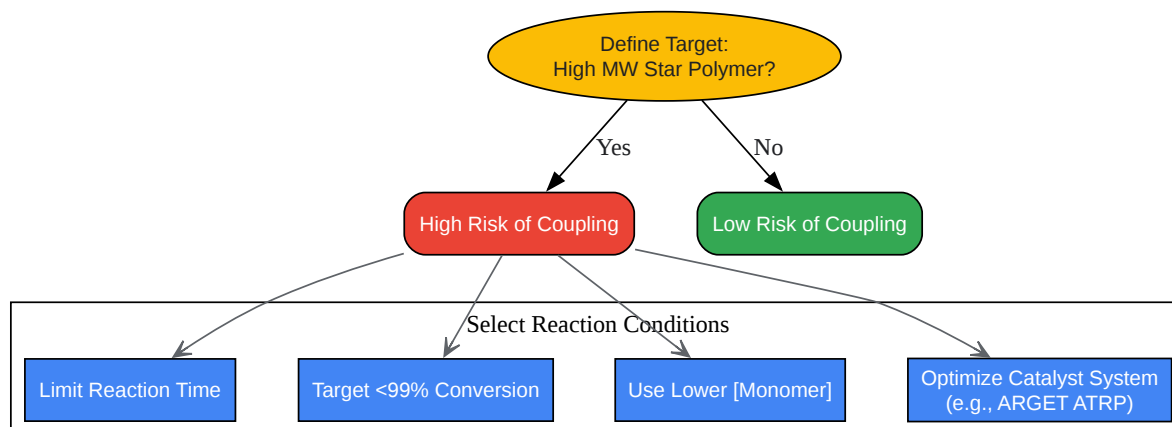 Define Target:
High MW Star Polymer?
Yes
No
High Risk of Coupling
Low Risk of Coupling
Select Reaction Conditions
Limit Reaction Time
Target <99% Conversion
Use Lower [Monomer]
Optimize Catalyst System
(e.g., ARGET ATRP)